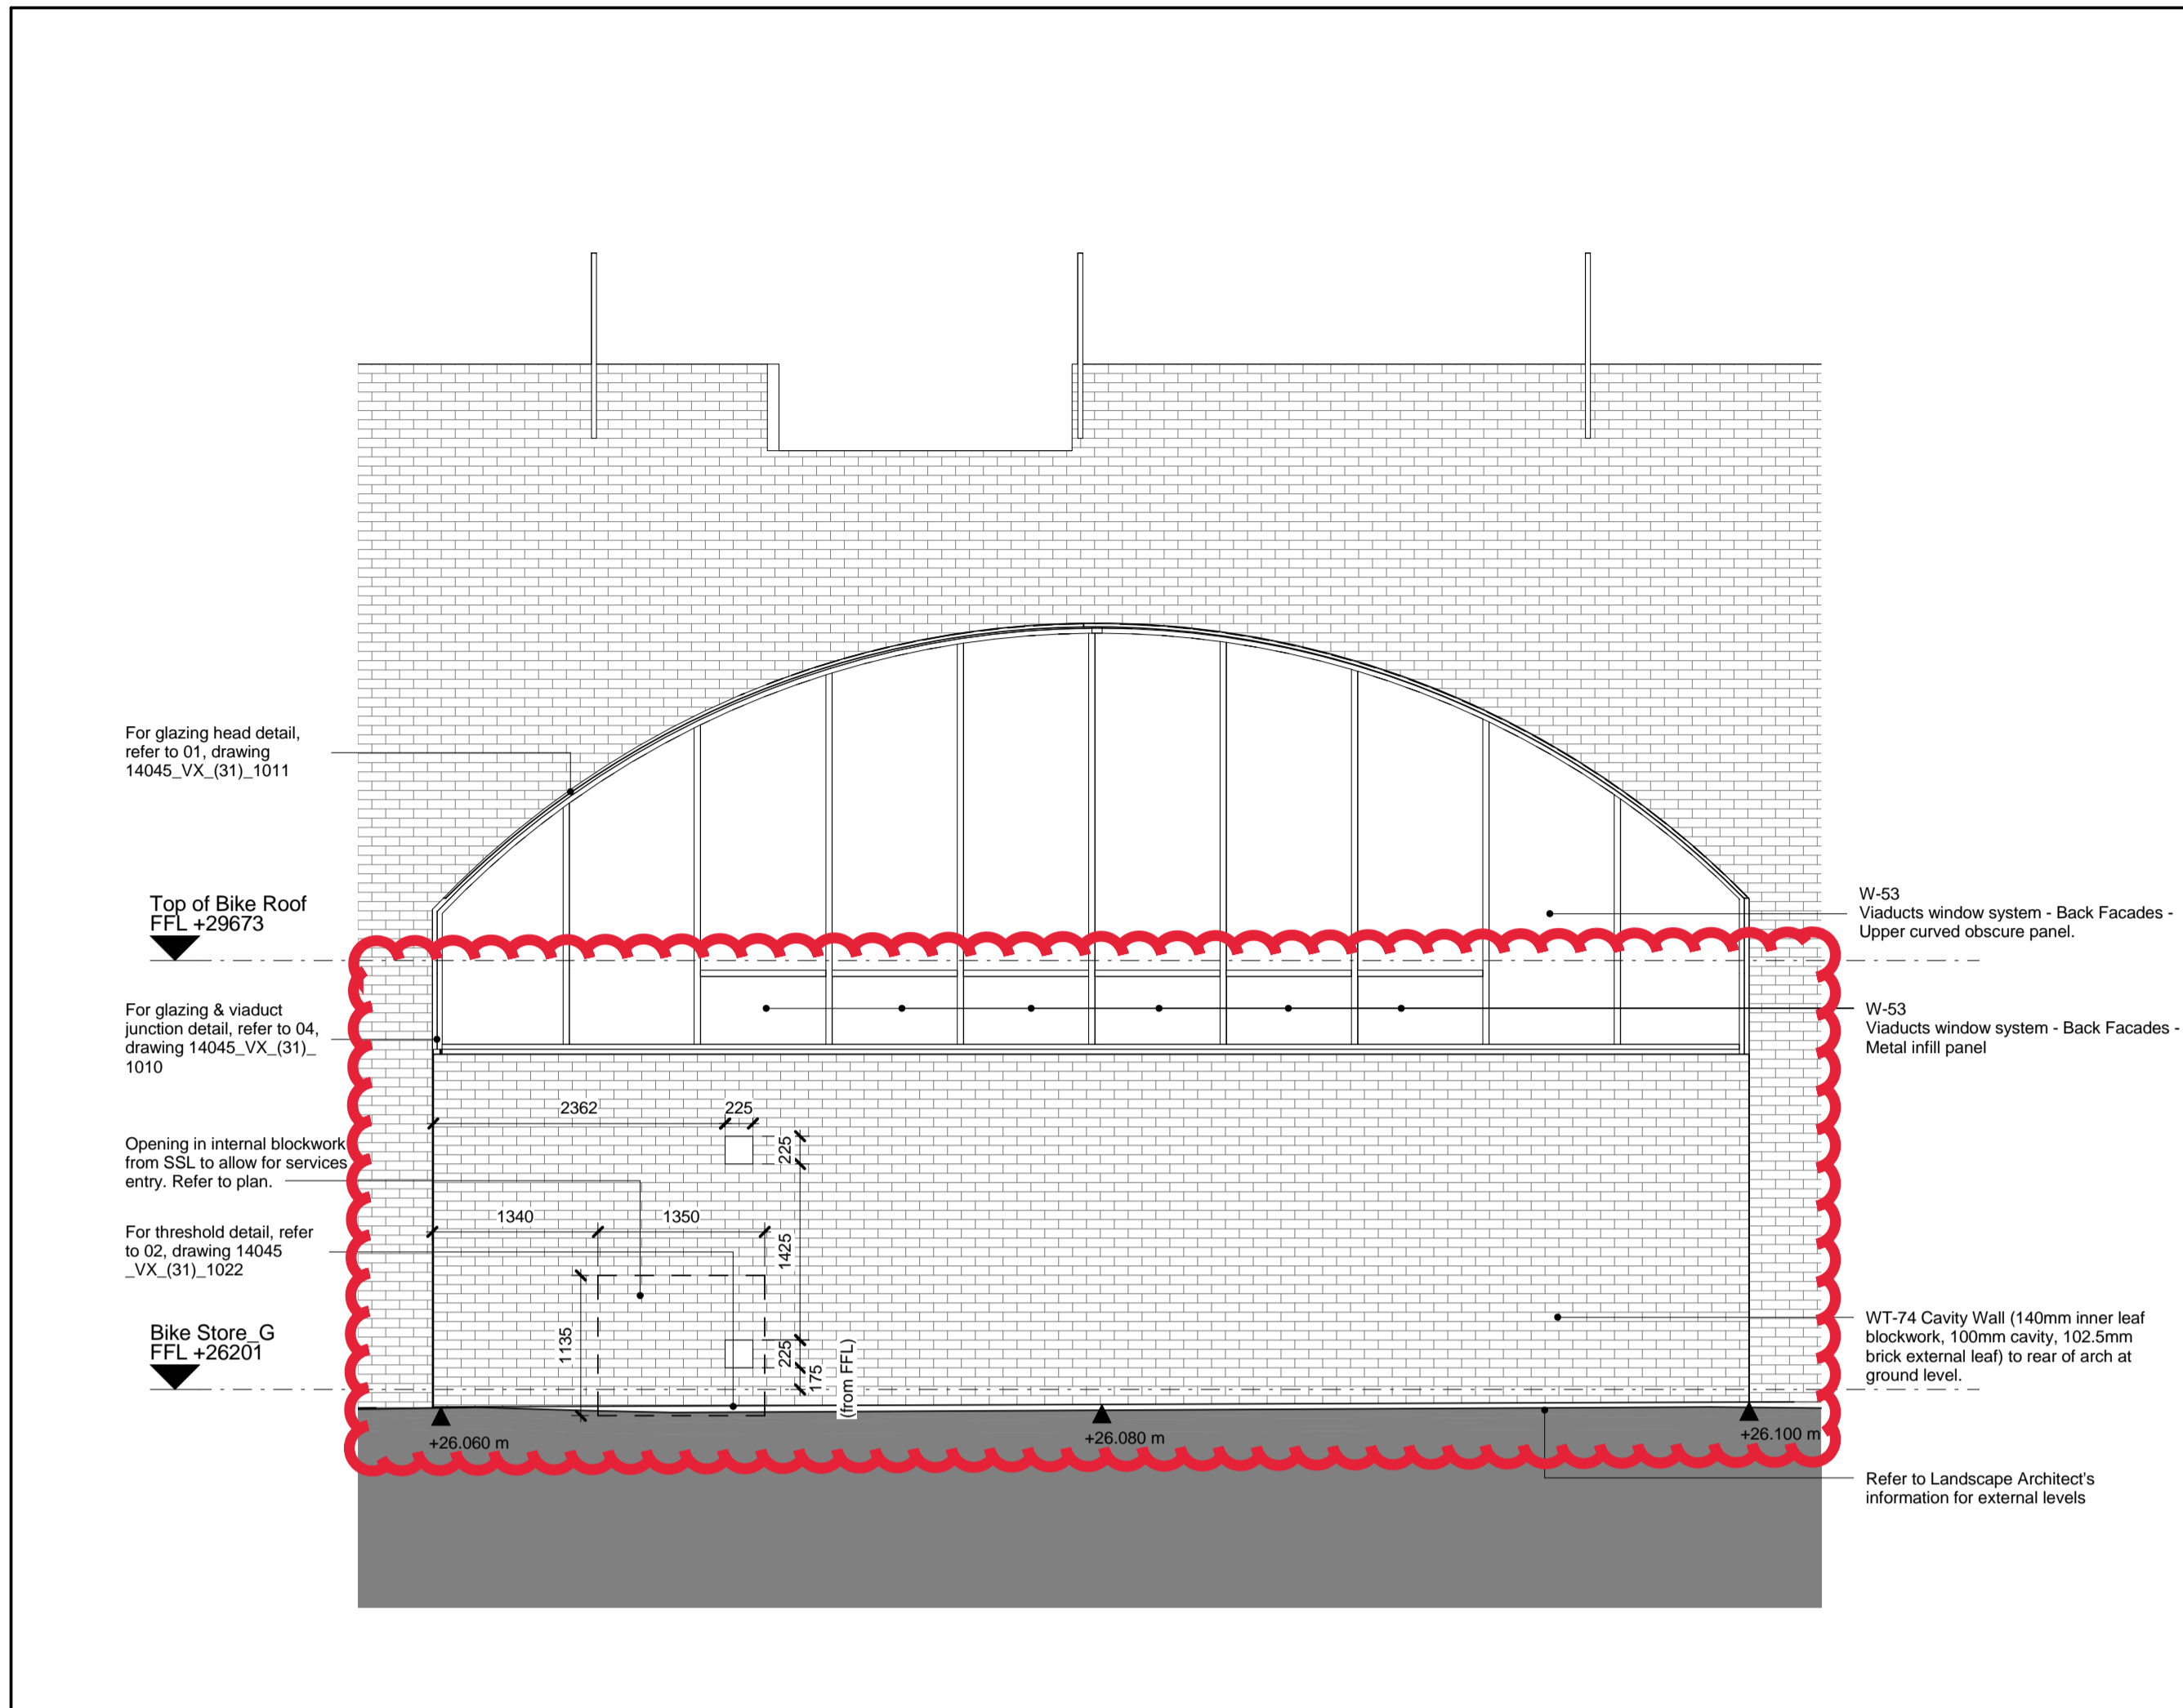 For glazing head detail,
refer to 01, drawing
14045_VX_(31)_1011
Top of Bike Roof
FFL +29673
W-53
Viaducts window system - Back Facades -
Upper curved obscure panel.
For glazing & viaduct
junction detail, refer to 04,
drawing 14045_VX_(31)_
1010
W-53
Viaducts window system - Back Facades -
Metal infill panel
2362
225
225
Opening in internal blockwork
from SSL to allow for services
entry. Refer to plan.
1340
1350
1425
For threshold detail, refer
to 02, drawing 14045
_VX_(31)_1022
1135
225
175
(from FFL)
Bike Store_G
FFL +26201
WT-74 Cavity Wall (140mm inner leaf
blockwork, 100mm cavity, 102.5mm
brick external leaf) to rear of arch at
ground level.
+26.060 m
+26.080 m
+26.100 m
Refer to Landscape Architect's
information for external levels